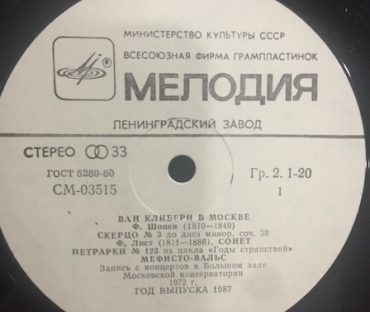 МИНИСТЕРСТВО КУЛЬТУРЫ СССР
ВСЕСОЮЗНАЯ ФИРМА ГРАМПЛАСТИНОК
МЕЛОДИЯ
ЛЕНИНГРАДСКИЙ ЗАВОД
СТЕРЕО 33
ГОСТ 5289-80
СМ-03515
Гр. 2. 1-20
1
ВАН КЛИБЕРН В МОСКВЕ
Ф. Шопен (1810—1849)
СКЕРЦО № 3 до диез минор, соч. 39
Ф. Лист (1811—1886). СОНЕТ
ПЕТРАРКИ № 123 из цикла «Годы странствий»
МЕФИСТО-ВАЛЬС
Запись с концертов в Большом зале
Московской консерватории
1972 г.
ГОД ВЫПУСКА 1987